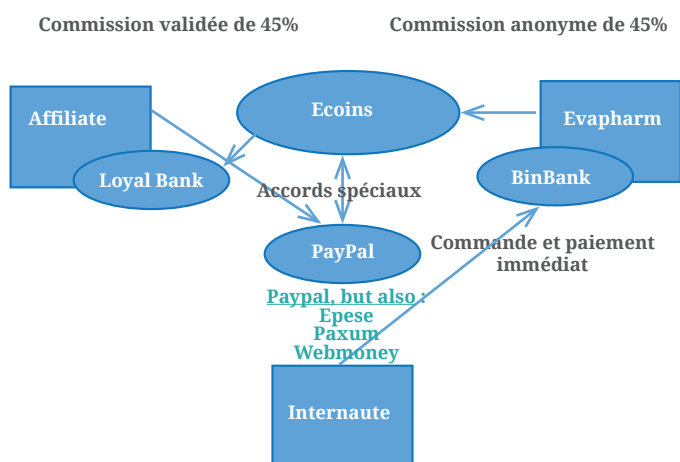 Commission validée de 45%
Commission anonyme de 45%
Ecoins
Affiliate
Evapharm
Loyal Bank
BinBank
Accords spéciaux
PayPal
Commande et paiement
immédiat
Paypal, but also :
Epese
Paxum
Webmoney
Internaute